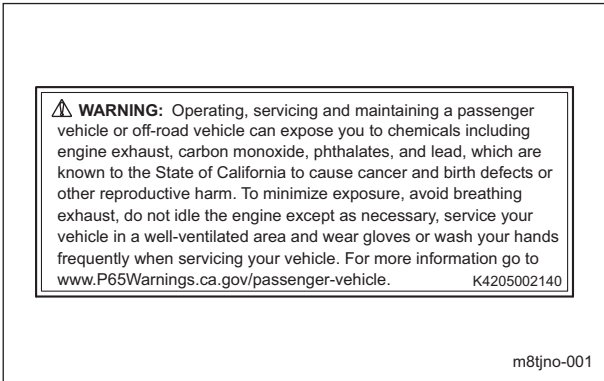 ⚠ WARNING: Operating, servicing and maintaining a passenger
vehicle or off-road vehicle can expose you to chemicals including
engine exhaust, carbon monoxide, phthalates, and lead, which are
known to the State of California to cause cancer and birth defects or
other reproductive harm. To minimize exposure, avoid breathing
exhaust, do not idle the engine except as necessary, service your
vehicle in a well-ventilated area and wear gloves or wash your hands
frequently when servicing your vehicle. For more information go to
www.P65Warnings.ca.gov/passenger-vehicle. K4205002140
m8tjno-001